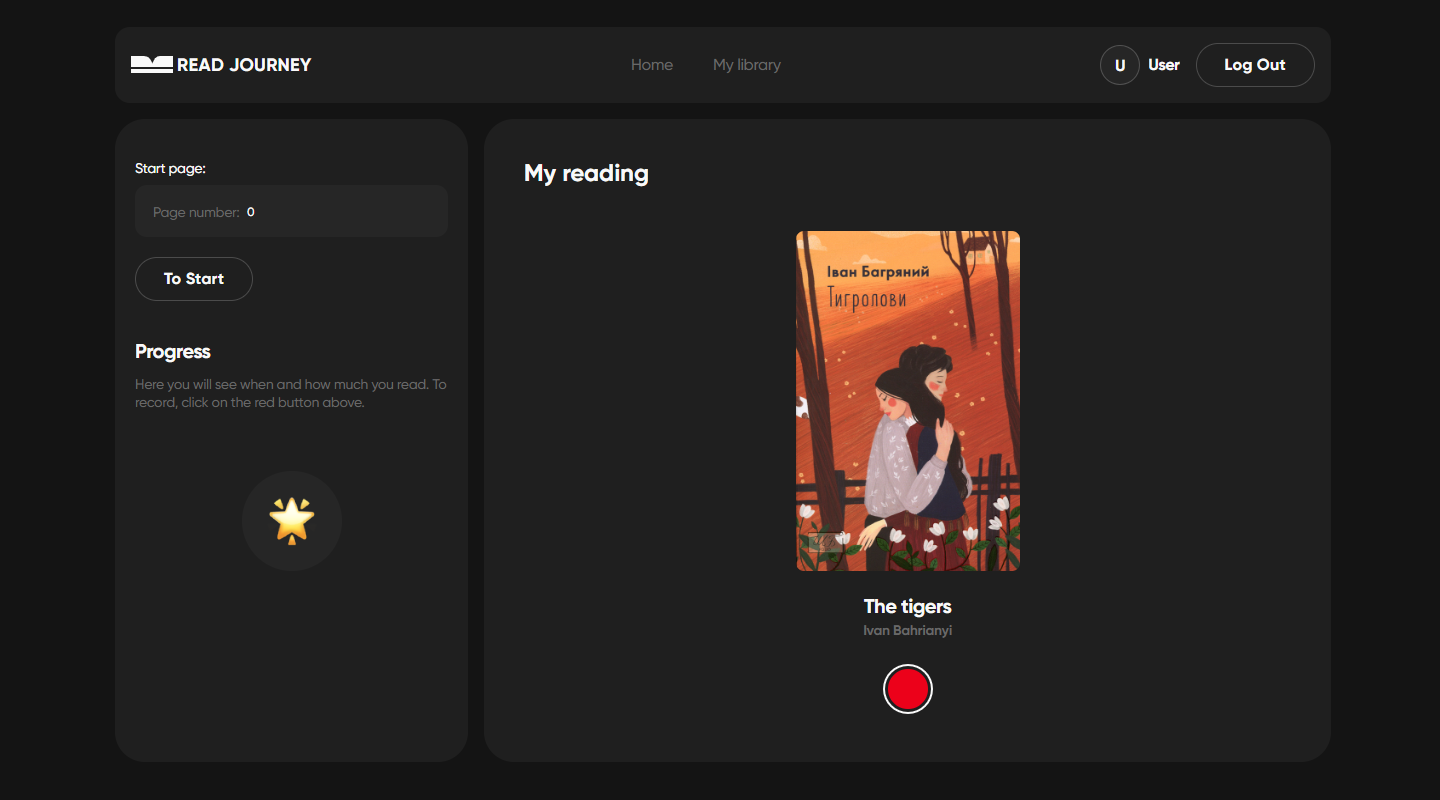 READ JOURNEY
Home
My library
U
User
Log Out
Start page:
Page number: 0
To Start
Progress
Here you will see when and how much you read. To
record, click on the red button above.
My reading
Іван Багряний
Тигролови
The tigers
Ivan Bahrianyi